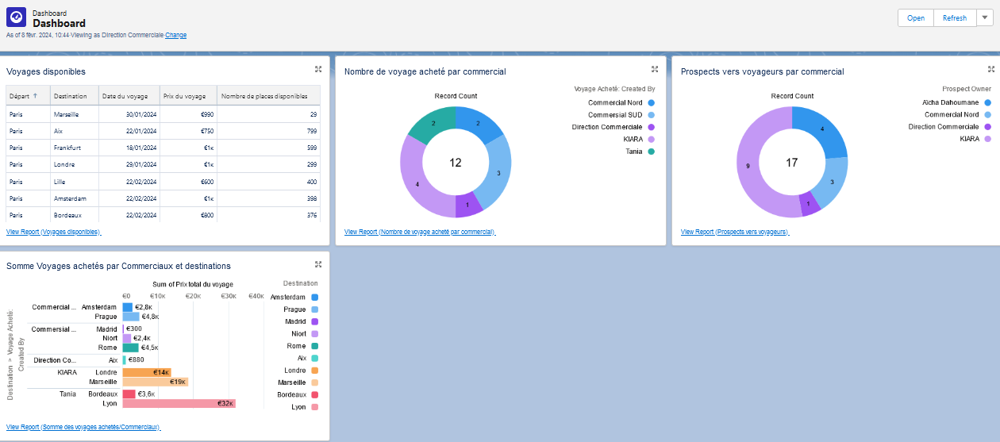 Dashboard
Dashboard
As of 8 févr. 2024, 10:44·Viewing as Direction Commerciale·Change
Open Refresh
Voyages disponibles
Départ ↑ Destination Date du voyage Prix du voyage Nombre de places disponibles
Paris Marseille 30/01/2024 €990 29
Paris Aix 22/01/2024 €750 799
Paris Frankfurt 18/01/2024 €1K 599
Paris Londre 29/01/2024 €1K 299
Paris Lille 22/02/2024 €600 400
Paris Amsterdam 22/02/2024 €1K 398
Paris Bordeaux 22/02/2024 €800 376
View Report (Voyages disponibles)
Nombre de voyage acheté par commercial
Record Count
2
2
3
12
4
1
Voyage Acheté: Created By
Commercial Nord
Commersial SUD
Direction Commerciale
KIARA
Tania
View Report (Nombre de voyage acheté par commercial)
Prospects vers voyageurs par commercial
Record Count
4
9
17
3
1
Prospect Owner
Aïcha Dahoumane
Commercial Nord
Direction Commerciale
KIARA
View Report (Prospects vers voyageurs)
Somme Voyages achetés par Commerciaux et destinations
Sum of Prix total du voyage
€0 €10K €20K €30K €40K
Destination > Voyage Acheté:
Created By
Commercial ... Amsterdam €2,8K
Prague €4,8K
Commersial ... Madrid €300
Niort €2,4K
Rome €4,5K
Direction Co... Aix €880
KIARA Londre €14K
Marseille €19K
Tania Bordeaux €3,6K
Lyon €32K
Destination
Amsterdam
Prague
Madrid
Niort
Rome
Aix
Londre
Marseille
Bordeaux
Lyon
View Report (Somme des voyages achetés/Commerciaux)